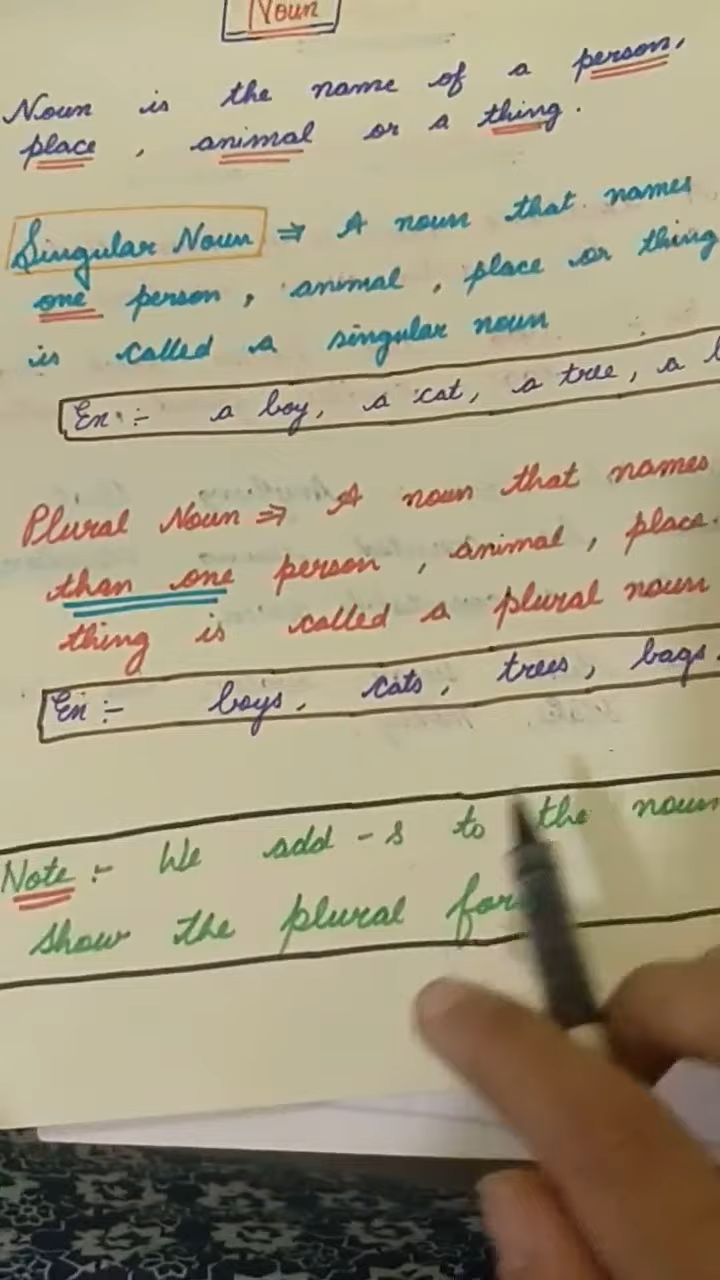 Noun
Noun is the name of a person,
place, animal or a thing.
Singular Noun ⇒ A noun that names
one person, animal, place or thing
is called a singular noun
Ex:- a boy, a cat, a tree, a
Plural Noun ⇒ A noun that names
than one person, animal, place
thing is called a plural noun
Ex:- boys, cats, trees, bags.
Note:- We add -s to the noun
show the plural